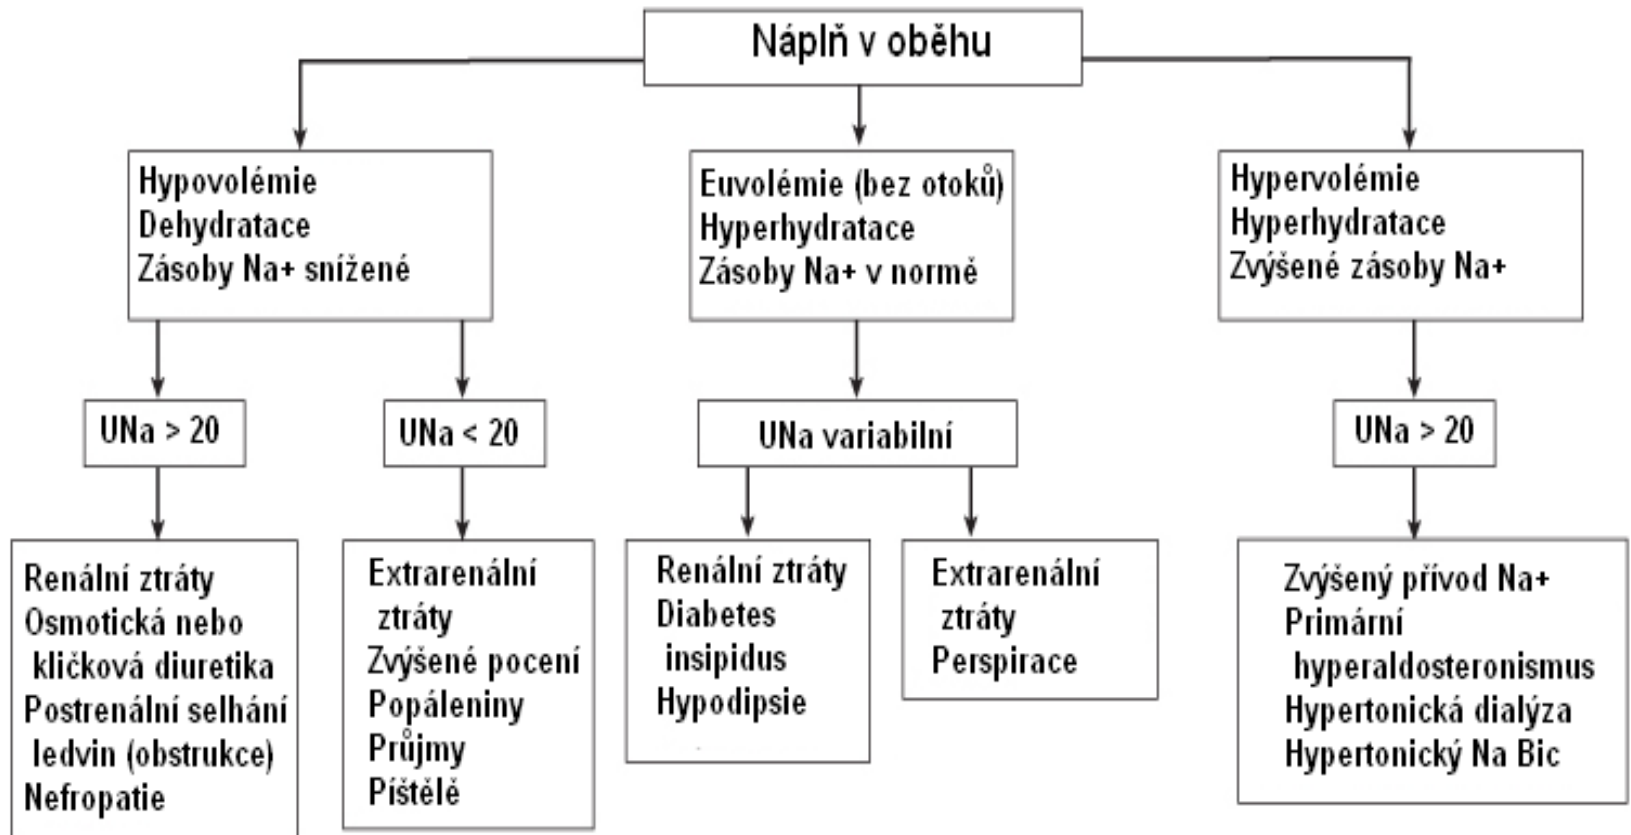 Náplň v oběhu
Hypovolémie
Dehydratace
Zásoby Na+ snížené
Euvolémie (bez otoků)
Hyperhydratace
Zásoby Na+ v normě
Hypervolémie
Hyperhydratace
Zvýšené zásoby Na+
UNa > 20
UNa < 20
UNa variabilní
UNa > 20
Renální ztráty
Osmotická nebo
kličková diuretika
Postrenální selhání
ledvin (obstrukce)
Nefropatie
Extrarenální
ztráty
Zvýšené pocení
Popáleniny
Průjmy
Píštělě
Renální ztráty
Diabetes
insipidus
Hypodipsie
Extrarenální
ztráty
Perspirace
Zvýšený přívod Na+
Primární
hyperaldosteronismus
Hypertonická dialýza
Hypertonický Na Bic